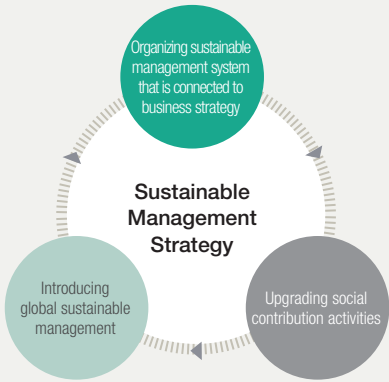 Organizing sustainable
management system
that is connected to
business strategy
Sustainable
Management
Strategy
Introducing
global sustainable
management
Upgrading social
contribution activities